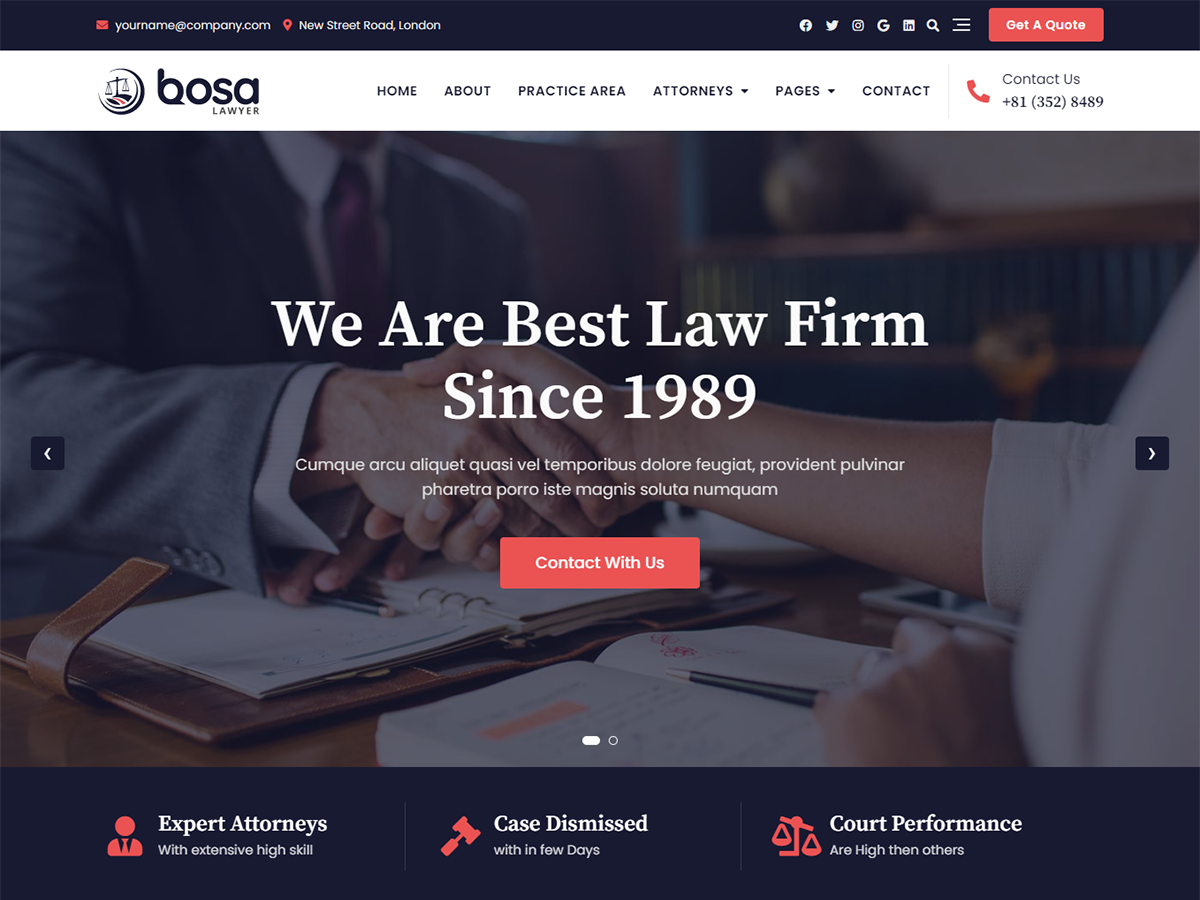 yourname@company.com New Street Road, London Get A Quote
bosa
LAWYER
HOME ABOUT PRACTICE AREA ATTORNEYS PAGES CONTACT
Contact Us
+81 (352) 8489
We Are Best Law Firm
Since 1989
Cumque arcu aliquet quasi vel temporibus dolore feugiat, provident pulvinar
pharetra porro iste magnis soluta numquam
Contact With Us
Expert Attorneys
With extensive high skill
Case Dismissed
with in few Days
Court Performance
Are High then others